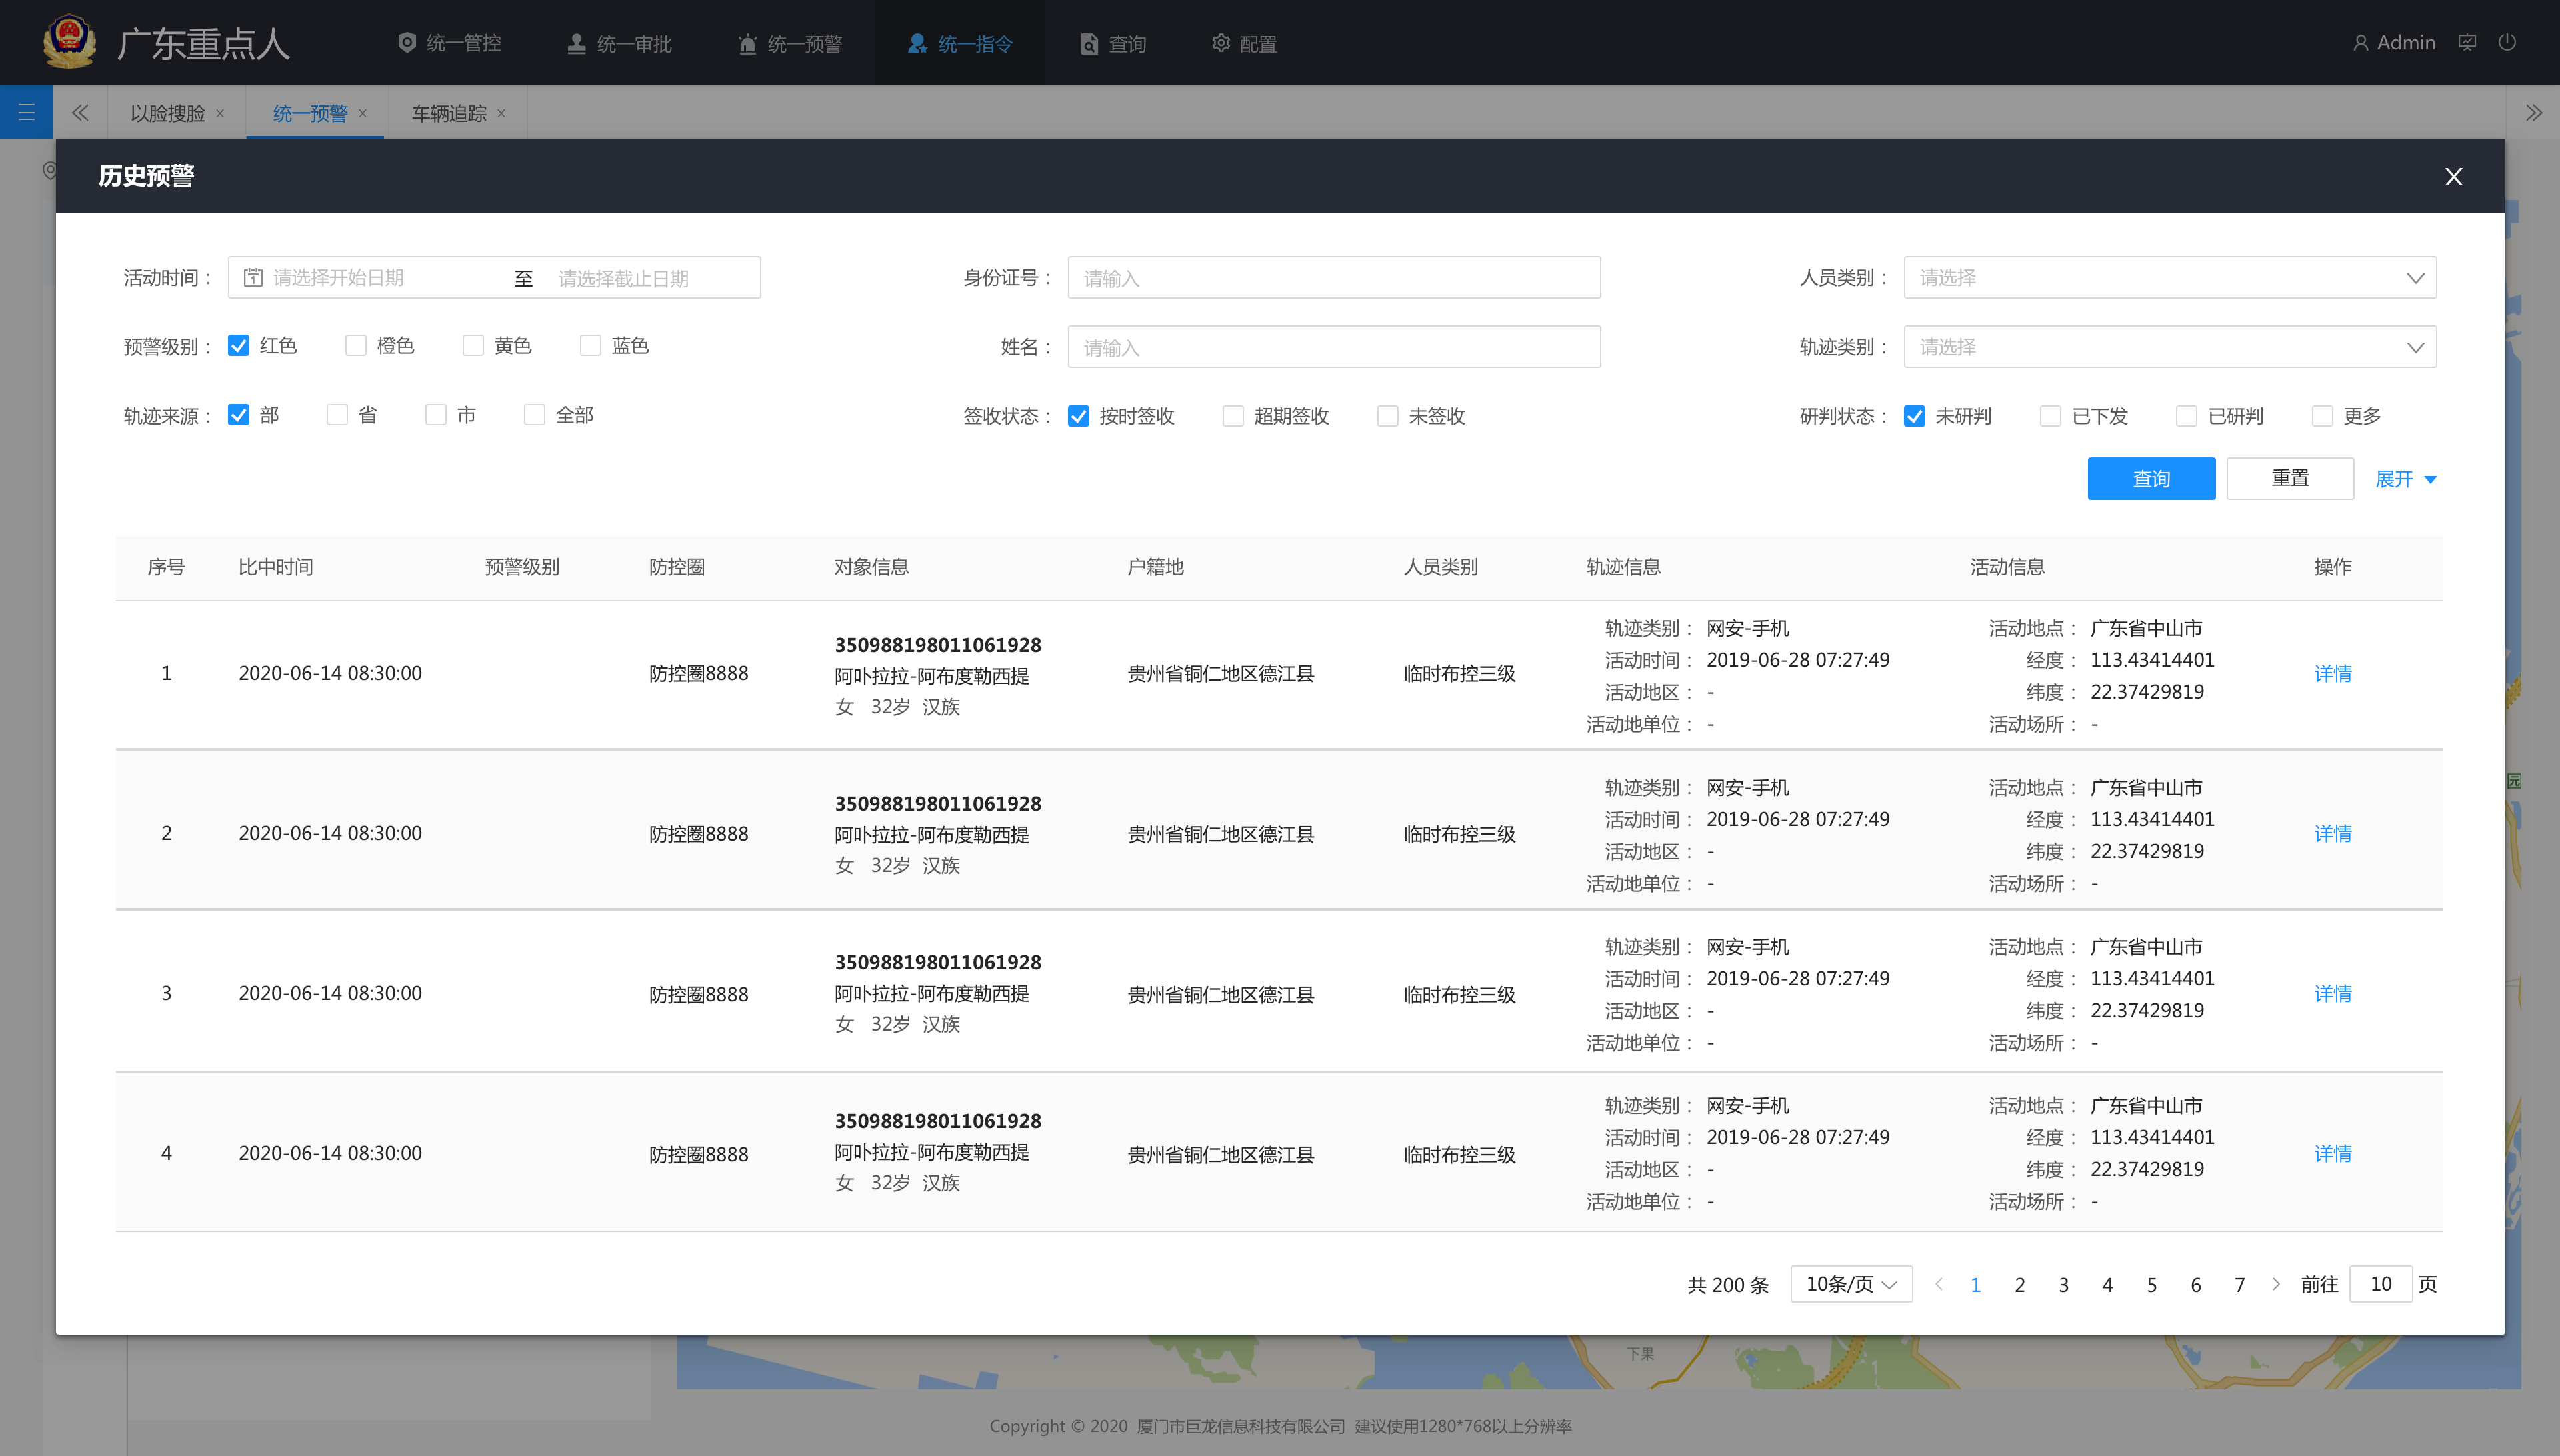 广东重点人 统一管控 统一审批 统一预警 统一指令 查询 配置 Admin
以脸搜脸 × 统一预警 × 车辆追踪 ×
历史预警
活动时间： 请选择开始日期 至 请选择截止日期 身份证号： 请输入 人员类别： 请选择
预警级别： 红色 橙色 黄色 蓝色 姓名： 请输入 轨迹类别： 请选择
轨迹来源： 部 省 市 全部 签收状态： 按时签收 超期签收 未签收 研判状态： 未研判 已下发 已研判 更多
查询 重置 展开
序号 比中时间 预警级别 防控圈 对象信息 户籍地 人员类别 轨迹信息 活动信息 操作
1 2020-06-14 08:30:00 防控圈8888
350988198011061928
阿卟拉拉-阿布度勒西提
女 32岁 汉族
贵州省铜仁地区德江县 临时布控三级
轨迹类别： 网安-手机
活动时间： 2019-06-28 07:27:49
活动地区： -
活动地单位： -
活动地点： 广东省中山市
经度： 113.43414401
纬度： 22.37429819
活动场所： -
详情
2 2020-06-14 08:30:00 防控圈8888
350988198011061928
阿卟拉拉-阿布度勒西提
女 32岁 汉族
贵州省铜仁地区德江县 临时布控三级
轨迹类别： 网安-手机
活动时间： 2019-06-28 07:27:49
活动地区： -
活动地单位： -
活动地点： 广东省中山市
经度： 113.43414401
纬度： 22.37429819
活动场所： -
详情
3 2020-06-14 08:30:00 防控圈8888
350988198011061928
阿卟拉拉-阿布度勒西提
女 32岁 汉族
贵州省铜仁地区德江县 临时布控三级
轨迹类别： 网安-手机
活动时间： 2019-06-28 07:27:49
活动地区： -
活动地单位： -
活动地点： 广东省中山市
经度： 113.43414401
纬度： 22.37429819
活动场所： -
详情
4 2020-06-14 08:30:00 防控圈8888
350988198011061928
阿卟拉拉-阿布度勒西提
女 32岁 汉族
贵州省铜仁地区德江县 临时布控三级
轨迹类别： 网安-手机
活动时间： 2019-06-28 07:27:49
活动地区： -
活动地单位： -
活动地点： 广东省中山市
经度： 113.43414401
纬度： 22.37429819
活动场所： -
详情
园
共 200 条 10条/页 1 2 3 4 5 6 7 前往 10 页
下果
Copyright © 2020 厦门市巨龙信息科技有限公司 建议使用1280*768以上分辨率